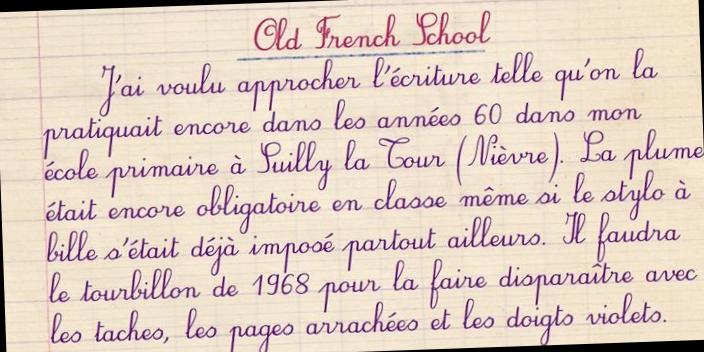 Old French School
J'ai voulu approcher l'écriture telle qu'on la
pratiquait encore dans les années 60 dans mon
école primaire à Suilly la Tour (Nièvre). La plume
était encore obligatoire en classe même si le stylo à
bille s'était déjà imposé partout ailleurs. Il faudra
le tourbillon de 1968 pour la faire disparaître avec
les taches, les pages arrachées et les doigts violets.